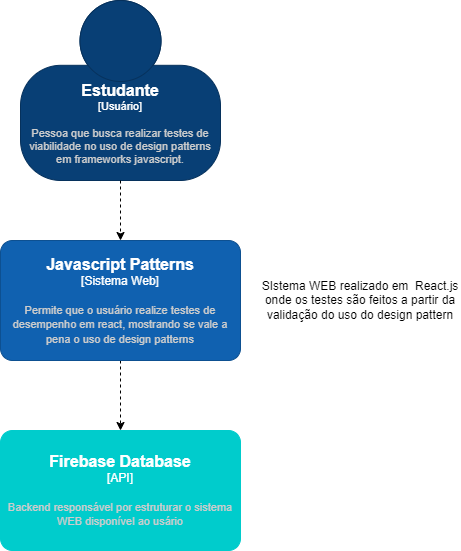 Estudante
[Usuário]
Pessoa que busca realizar testes de
viabilidade no uso de design patterns
em frameworks javascript.
Javascript Patterns
[Sistema Web]
Permite que o usuário realize testes de
desempenho em react, mostrando se vale a
pena o uso de design patterns
SIstema WEB realizado em React.js
onde os testes são feitos a partir da
validação do uso do design pattern
Firebase Database
[API]
Backend responsável por estruturar o sistema
WEB disponível ao usário